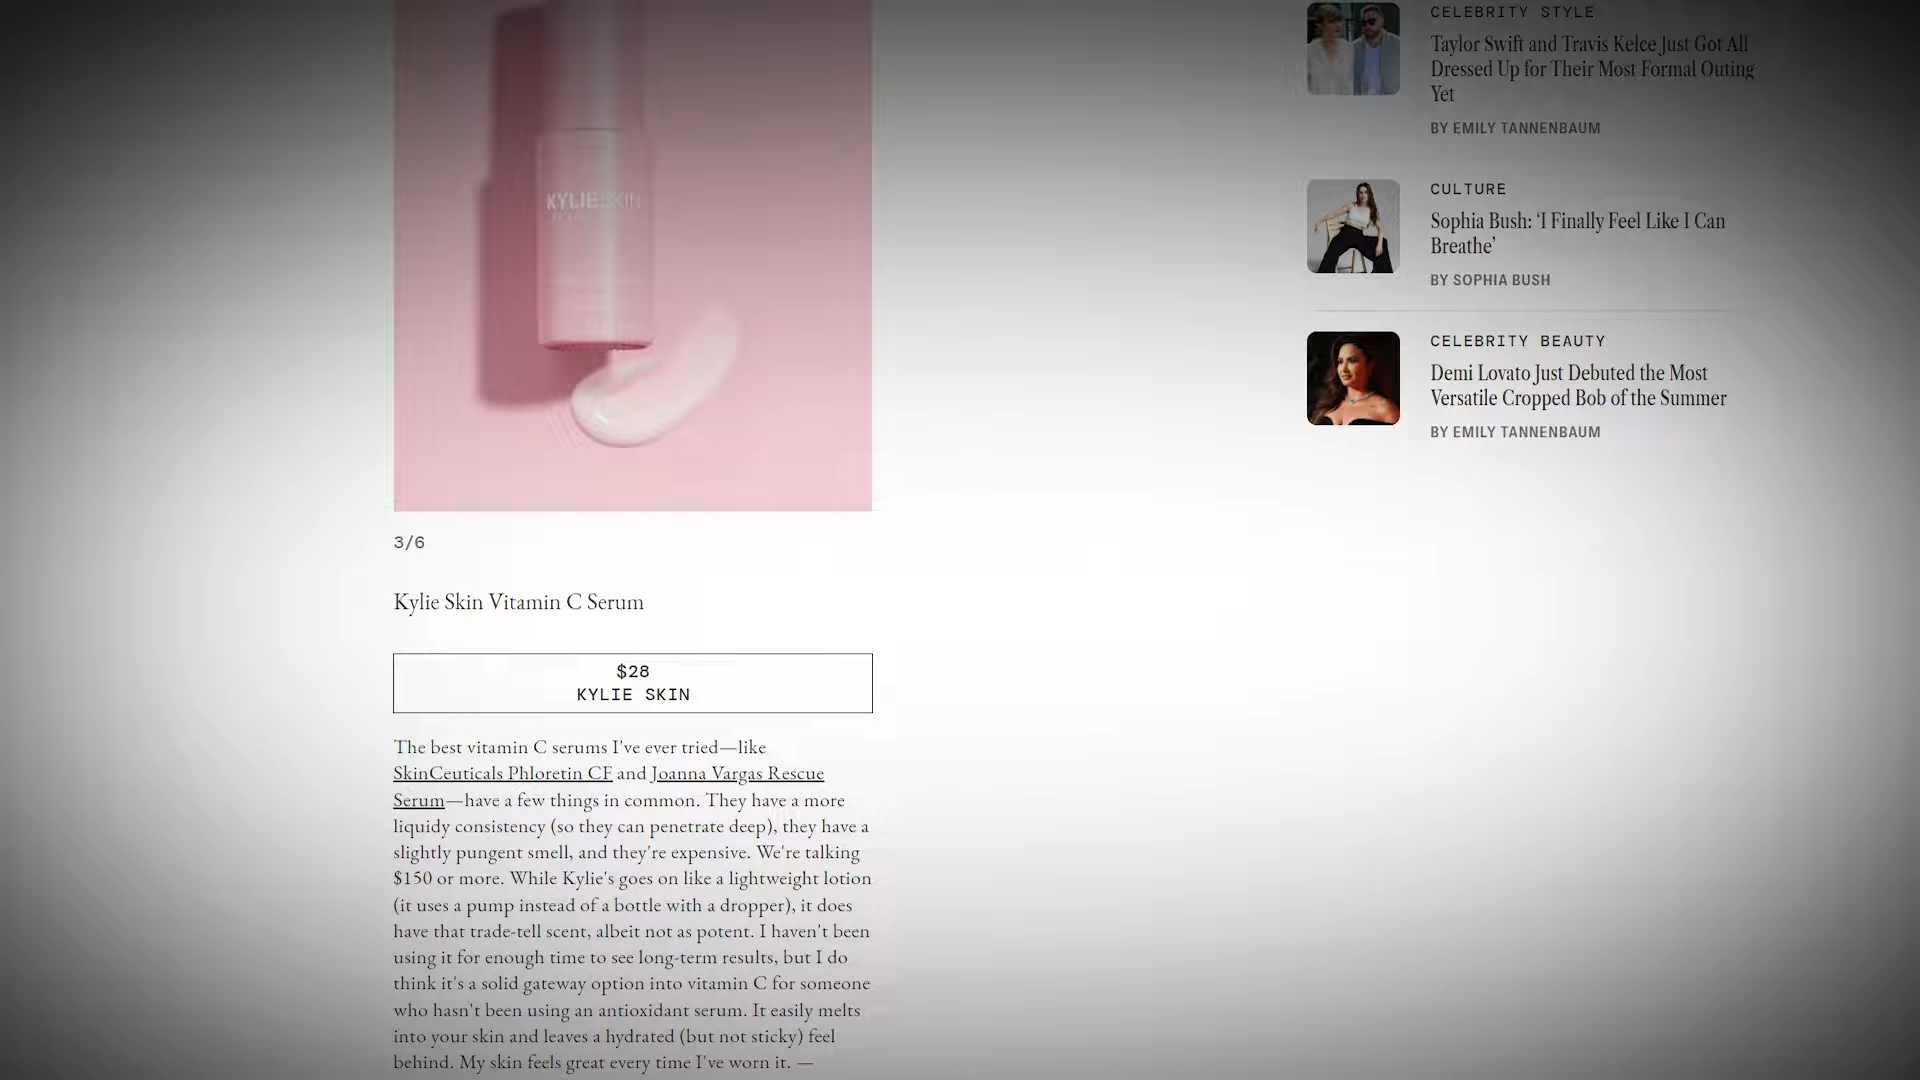 KYLIESKIN
3/6
Kylie Skin Vitamin C Serum
$28
KYLIE SKIN
The best vitamin C serums I've ever tried—like
SkinCeuticals Phloretin CF and Joanna Vargas Rescue
Serum—have a few things in common. They have a more
liquidy consistency (so they can penetrate deep), they have a
slightly pungent smell, and they're expensive. We're talking
$150 or more. While Kylie's goes on like a lightweight lotion
(it uses a pump instead of a bottle with a dropper), it does
have that trade-tell scent, albeit not as potent. I haven't been
using it for enough time to see long-term results, but I do
think it's a solid gateway option into vitamin C for someone
who hasn't been using an antioxidant serum. It easily melts
into your skin and leaves a hydrated (but not sticky) feel
behind. My skin feels great every time I've worn it. —
CELEBRITY STYLE
Taylor Swift and Travis Kelce Just Got All
Dressed Up for Their Most Formal Outing
Yet
BY EMILY TANNENBAUM
CULTURE
Sophia Bush: ‘I Finally Feel Like I Can
Breathe’
BY SOPHIA BUSH
CELEBRITY BEAUTY
Demi Lovato Just Debuted the Most
Versatile Cropped Bob of the Summer
BY EMILY TANNENBAUM